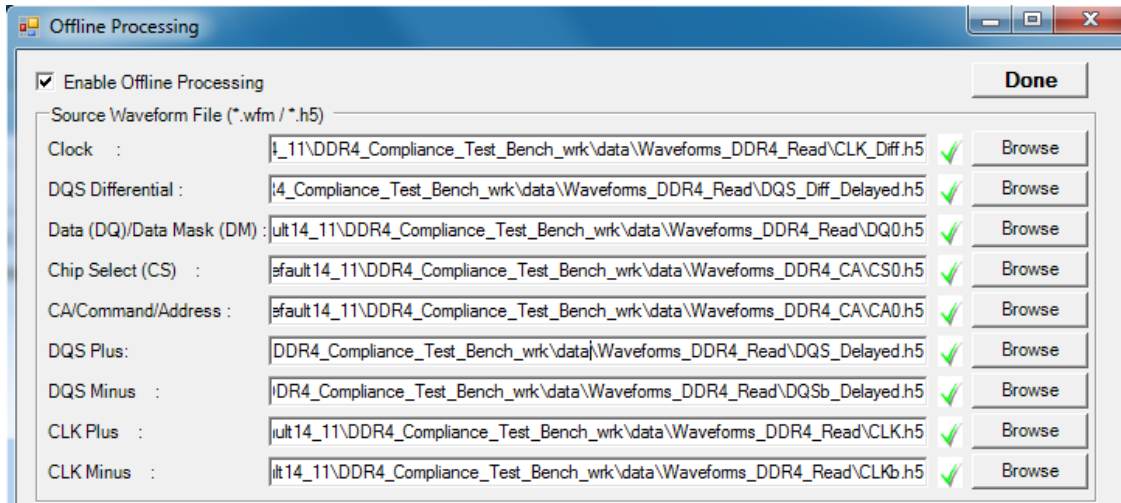 Offline Processing
Enable Offline Processing Done
Source Waveform File (*.wfm / *.h5)
Clock : 4_11\DDR4_Compliance_Test_Bench_wrk\data\Waveforms_DDR4_Read\CLK_Diff.h5 Browse
DQS Differential : R4_Compliance_Test_Bench_wrk\data\Waveforms_DDR4_Read\DQS_Diff_Delayed.h5 Browse
Data (DQ)/Data Mask (DM) : ult14_11\DDR4_Compliance_Test_Bench_wrk\data\Waveforms_DDR4_Read\DQ0.h5 Browse
Chip Select (CS) : efault14_11\DDR4_Compliance_Test_Bench_wrk\data\Waveforms_DDR4_CA\CS0.h5 Browse
CA/Command/Address : efault14_11\DDR4_Compliance_Test_Bench_wrk\data\Waveforms_DDR4_CA\CA0.h5 Browse
DQS Plus: DDR4_Compliance_Test_Bench_wrk\data\Waveforms_DDR4_Read\DQS_Delayed.h5 Browse
DQS Minus : DDR4_Compliance_Test_Bench_wrk\data\Waveforms_DDR4_Read\DQSb_Delayed.h5 Browse
CLK Plus : ult14_11\DDR4_Compliance_Test_Bench_wrk\data\Waveforms_DDR4_Read\CLK.h5 Browse
CLK Minus : lt14_11\DDR4_Compliance_Test_Bench_wrk\data\Waveforms_DDR4_Read\CLKb.h5 Browse